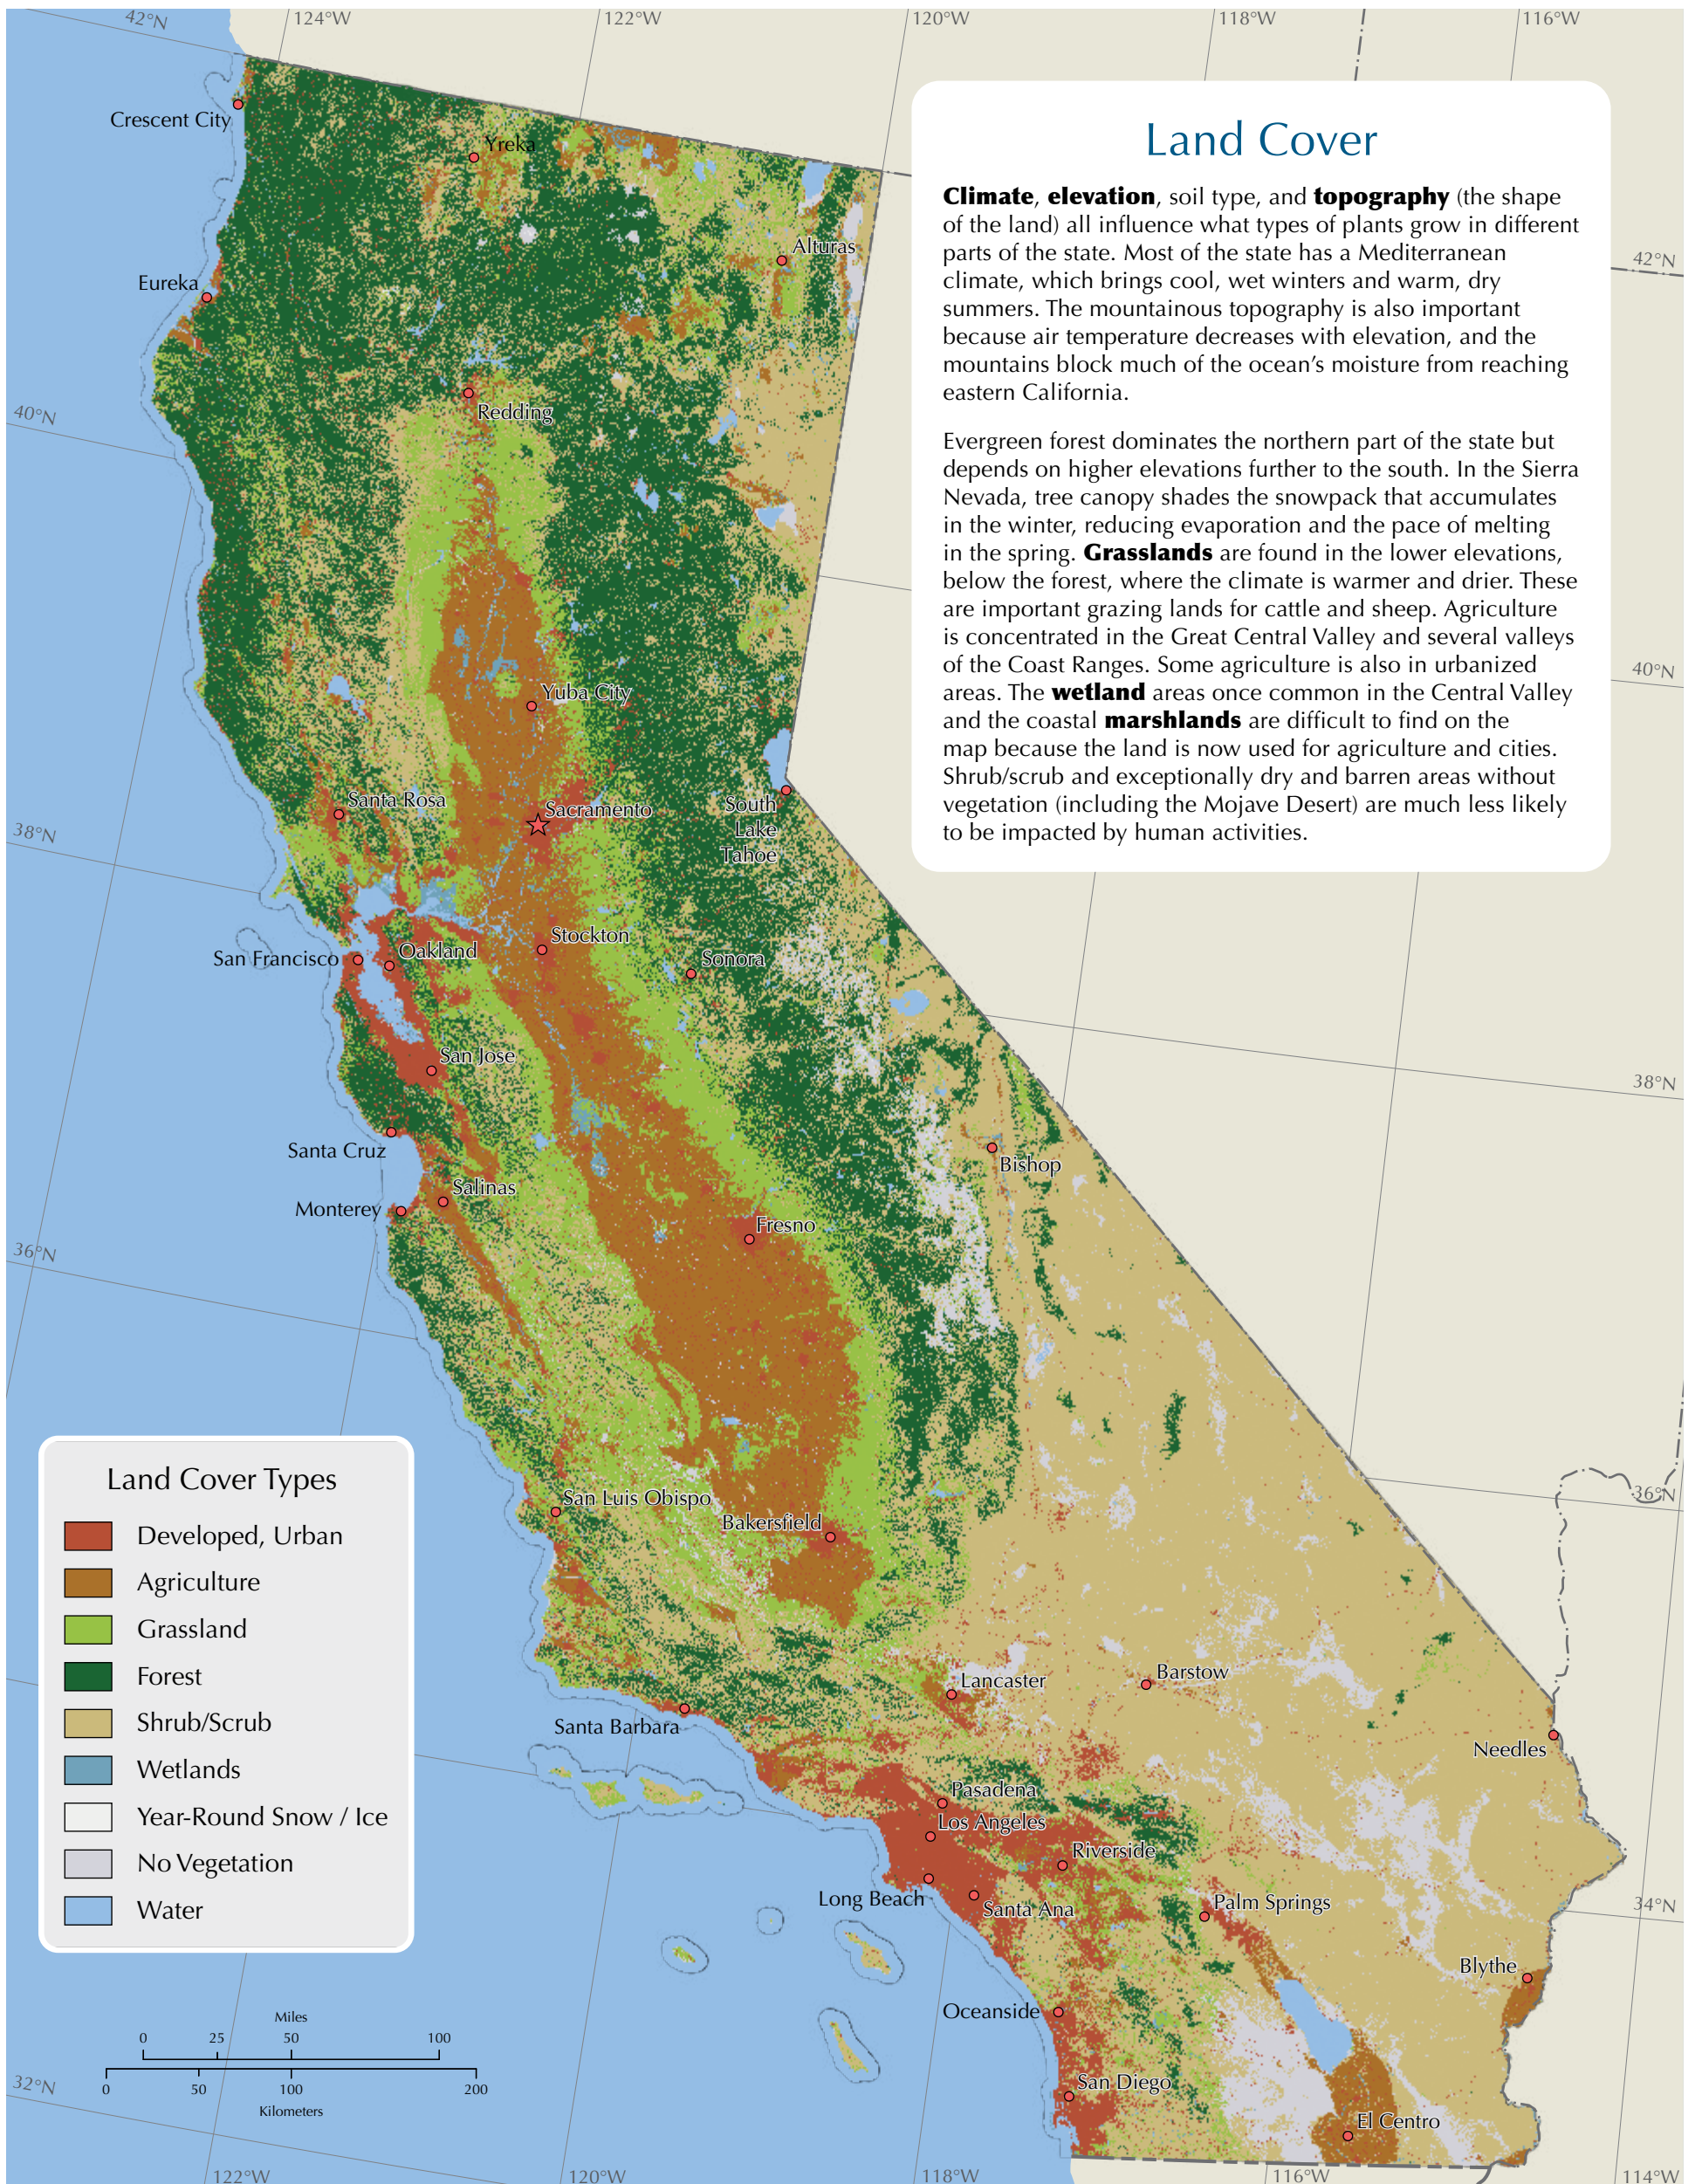 42°N
124°W
122°W
120°W
118°W
116°W
Crescent City
Yreka
Alturas
Eureka
Redding
40°N
Land Cover
Climate, elevation, soil type, and topography (the shape
of the land) all influence what types of plants grow in different
parts of the state. Most of the state has a Mediterranean
climate, which brings cool, wet winters and warm, dry
summers. The mountainous topography is also important
because air temperature decreases with elevation, and the
mountains block much of the ocean's moisture from reaching
eastern California.
Evergreen forest dominates the northern part of the state but
depends on higher elevations further to the south. In the Sierra
Nevada, tree canopy shades the snowpack that accumulates
in the winter, reducing evaporation and the pace of melting
in the spring. Grasslands are found in the lower elevations,
below the forest, where the climate is warmer and drier. These
are important grazing lands for cattle and sheep. Agriculture
is concentrated in the Great Central Valley and several valleys
of the Coast Ranges. Some agriculture is also in urbanized
areas. The wetland areas once common in the Central Valley
and the coastal marshlands are difficult to find on the
map because the land is now used for agriculture and cities.
Shrub/scrub and exceptionally dry and barren areas without
vegetation (including the Mojave Desert) are much less likely
to be impacted by human activities.
42°N
40°N
Yuba City
Santa Rosa
Sacramento
South
Lake
Tahoe
38°N
San Francisco
Oakland
Stockton
Sonora
San Jose
38°N
Santa Cruz
Bishop
Salinas
Monterey
Fresno
36°N
San Luis Obispo
Bakersfield
36°N
Lancaster
Barstow
Santa Barbara
Needles
Pasadena
Los Angeles
Riverside
Long Beach
Santa Ana
Palm Springs
34°N
Blythe
Oceanside
San Diego
El Centro
Land Cover Types
Developed, Urban
Agriculture
Grassland
Forest
Shrub/Scrub
Wetlands
Year-Round Snow / Ice
No Vegetation
Water
Miles
0 25 50 100
0 50 100 200
Kilometers
32°N
122°W
120°W
118°W
116°W
114°W